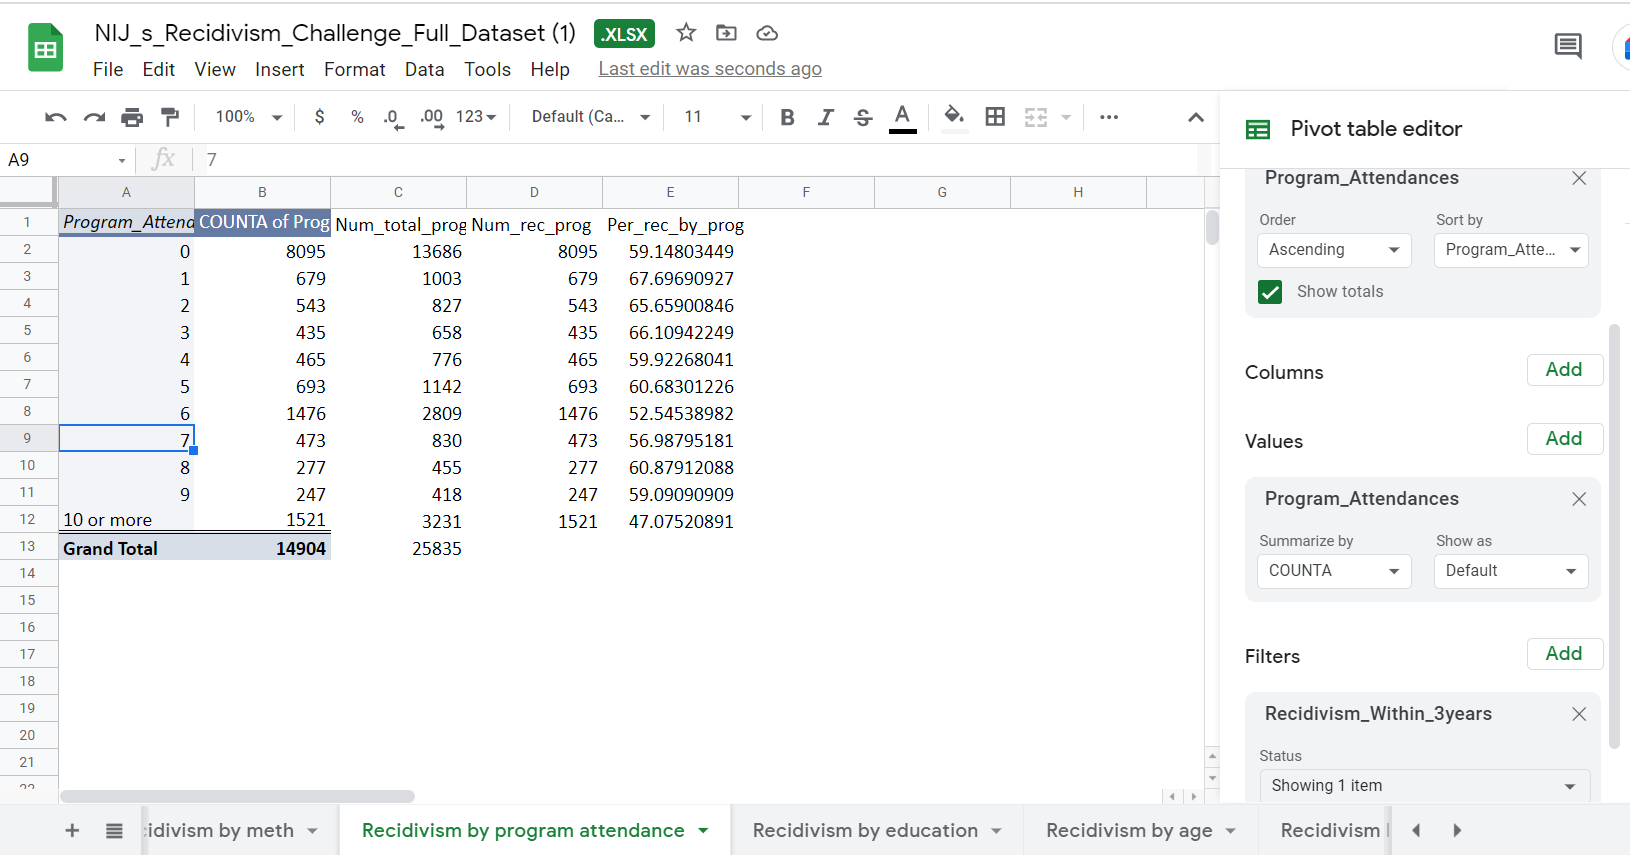 NIJ_s_Recidivism_Challenge_Full_Dataset (1) .XLSX
File Edit View Insert Format Data Tools Help Last edit was seconds ago
100% $ % .0 .00 123 Default (Ca... 11 B I S A
A9 fx 7
A B C D E F G H
1 Program_Attend COUNTA of Prog Num_total_prog Num_rec_prog Per_rec_by_prog
2 0 8095 13686 8095 59.14803449
3 1 679 1003 679 67.69690927
4 2 543 827 543 65.65900846
5 3 435 658 435 66.10942249
6 4 465 776 465 59.92268041
7 5 693 1142 693 60.68301226
8 6 1476 2809 1476 52.54538982
9 7 473 830 473 56.98795181
10 8 277 455 277 60.87912088
11 9 247 418 247 59.09090909
12 10 or more 1521 3231 1521 47.07520891
13 Grand Total 14904 25835
14
15
16
17
18
19
20
21
22
Pivot table editor
Program_Attendances
Order Sort by
Ascending Program_Atte...
Show totals
Columns Add
Values Add
Program_Attendances
Summarize by Show as
COUNTA Default
Filters Add
Recidivism_Within_3years
Status
Showing 1 item
cidivism by meth Recidivism by program attendance Recidivism by education Recidivism by age Recidivism